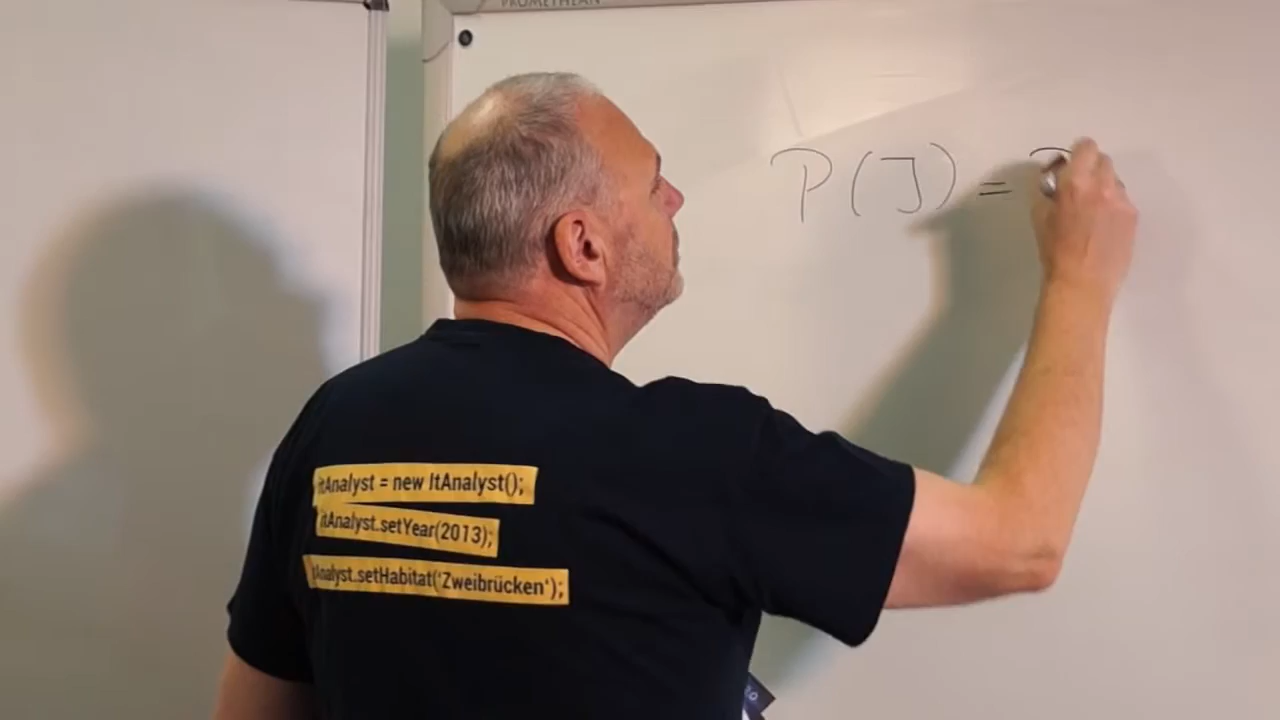 PROMETHEAN
P(J) =
itAnalyst = new ItAnalyst();
itAnalyst.setYear(2013);
itAnalyst.setHabitat('Zweibrücken');